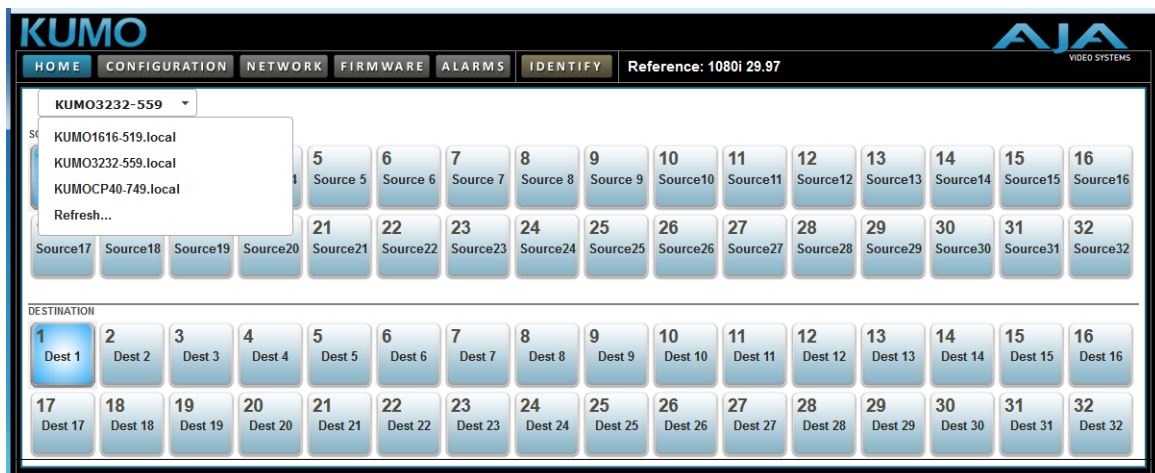 KUMO
AJA
VIDEO SYSTEMS
HOME CONFIGURATION NETWORK FIRMWARE ALARMS IDENTIFY Reference: 1080i 29.97
KUMO3232-559
KUMO1616-519.local
KUMO3232-559.local
KUMOCP40-749.local
Refresh...
5 6 7 8 9 10 11 12 13 14 15 16
Source 5 Source 6 Source 7 Source 8 Source 9 Source10 Source11 Source12 Source13 Source14 Source15 Source16
21 22 23 24 25 26 27 28 29 30 31 32
Source17 Source18 Source19 Source20 Source21 Source22 Source23 Source24 Source25 Source26 Source27 Source28 Source29 Source30 Source31 Source32
DESTINATION
1 2 3 4 5 6 7 8 9 10 11 12 13 14 15 16
Dest 1 Dest 2 Dest 3 Dest 4 Dest 5 Dest 6 Dest 7 Dest 8 Dest 9 Dest 10 Dest 11 Dest 12 Dest 13 Dest 14 Dest 15 Dest 16
17 18 19 20 21 22 23 24 25 26 27 28 29 30 31 32
Dest 17 Dest 18 Dest 19 Dest 20 Dest 21 Dest 22 Dest 23 Dest 24 Dest 25 Dest 26 Dest 27 Dest 28 Dest 29 Dest 30 Dest 31 Dest 32